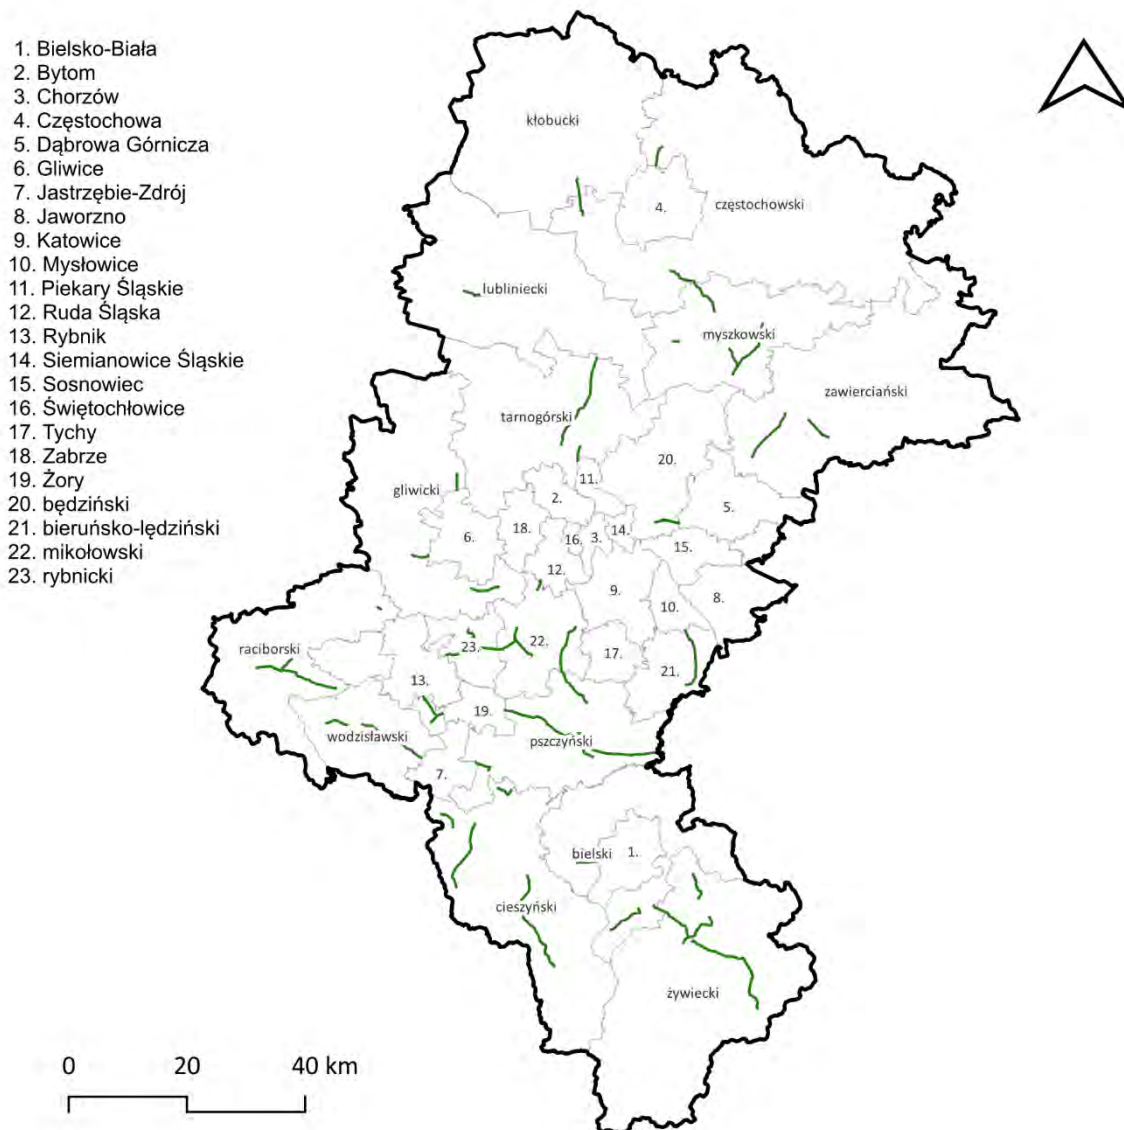 1. Bielsko-Biała
2. Bytom
3. Chorzów
4. Częstochowa
5. Dąbrowa Górnicza
6. Gliwice
7. Jastrzębie-Zdrój
8. Jaworzno
9. Katowice
10. Mysłowice
11. Piekary Śląskie
12. Ruda Śląska
13. Rybnik
14. Siemianowice Śląskie
15. Sosnowiec
16. Świętochłowice
17. Tychy
18. Zabrze
19. Żory
20. będziński
21. bieruńsko-lędziński
22. mikołowski
23. rybnicki
kłobucki
4.
częstochowski
lubliniecki
myszkowski
zawierciański
tarnogórski
20.
11.
gliwicki
2.
5.
6.
18.
16.
3.
14.
15.
12.
9.
10.
8.
raciborski
23.
22.
17.
21.
13.
19.
wodzisławski
pszczyński
7.
bielski
1.
cieszyński
żywiecki
0 20 40 km